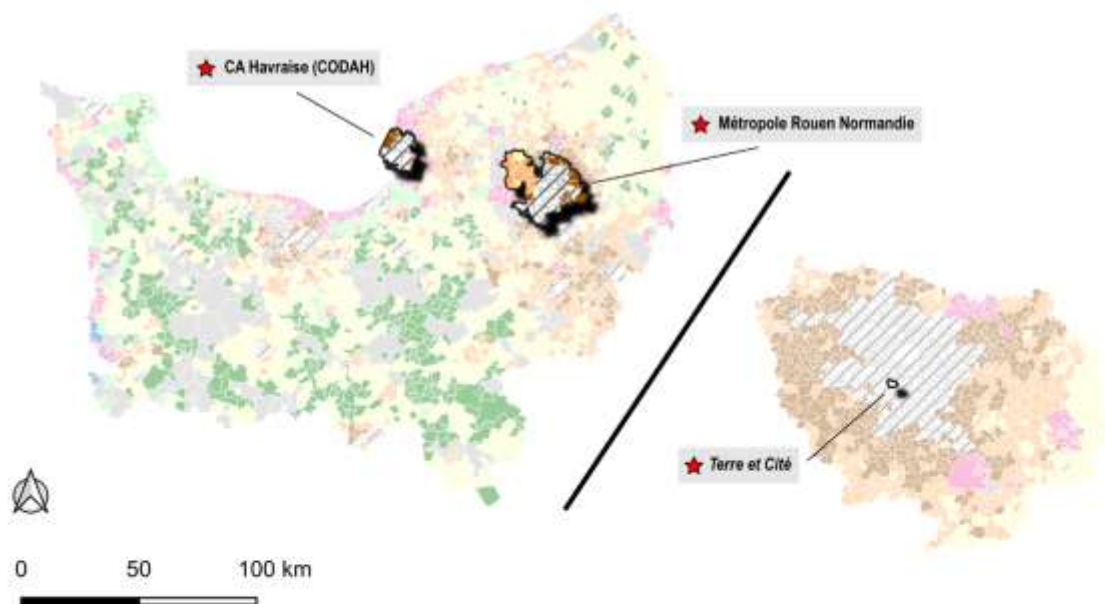 CA Havraise (CODAH)
Métropole Rouen Normandie
Terre et Cité
0 50 100 km